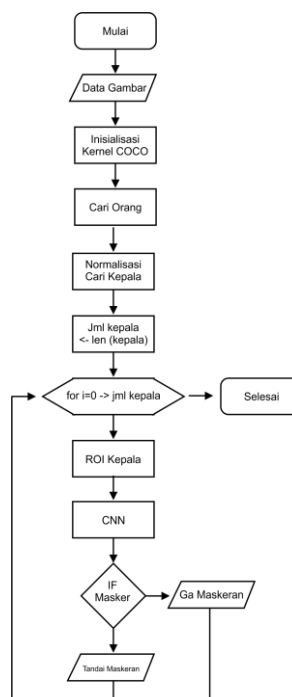 Mulai
Data Gambar
Inisialisasi
Kernel COCO
Cari Orang
Normalisasi
Cari Kepala
Jml kepala
<- len (kepala)
for i=0 -> jml kepala
Selesai
ROI Kepala
CNN
IF
Masker
Ga Maskeran
Tandai Maskeran